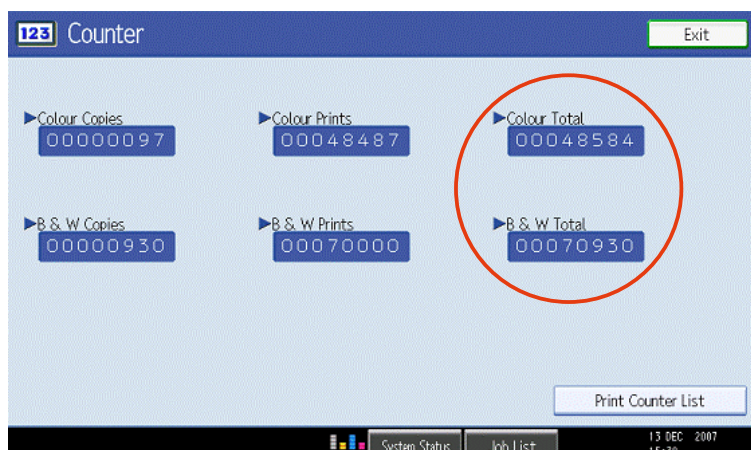 123 Counter
Exit
Colour Copies
00000097
Colour Prints
00048487
Colour Total
00048584
B & W Copies
00000930
B & W Prints
00070000
B & W Total
00070930
Print Counter List
System Status
Job List
13 DEC 2007